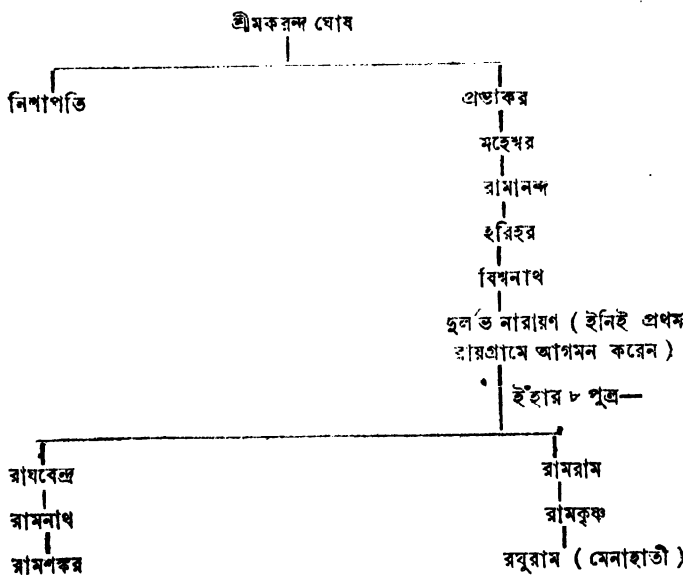 শ্রীমকরন্দ ঘোষ
নিশাপতি প্রভাকর
মহেশ্বর
রামানন্দ
হরিহর
বিশ্বনাথ
দুর্লভ নারায়ণ ( ইনিই প্রথম
রায়গ্রামে আগমন করেন )
ইঁহার ৮ পুত্র—
রাঘবেন্দ্র রামরাম
রামনাথ রামকৃষ্ণ
রামশঙ্কর রঘুরাম ( মেনাহাতী )